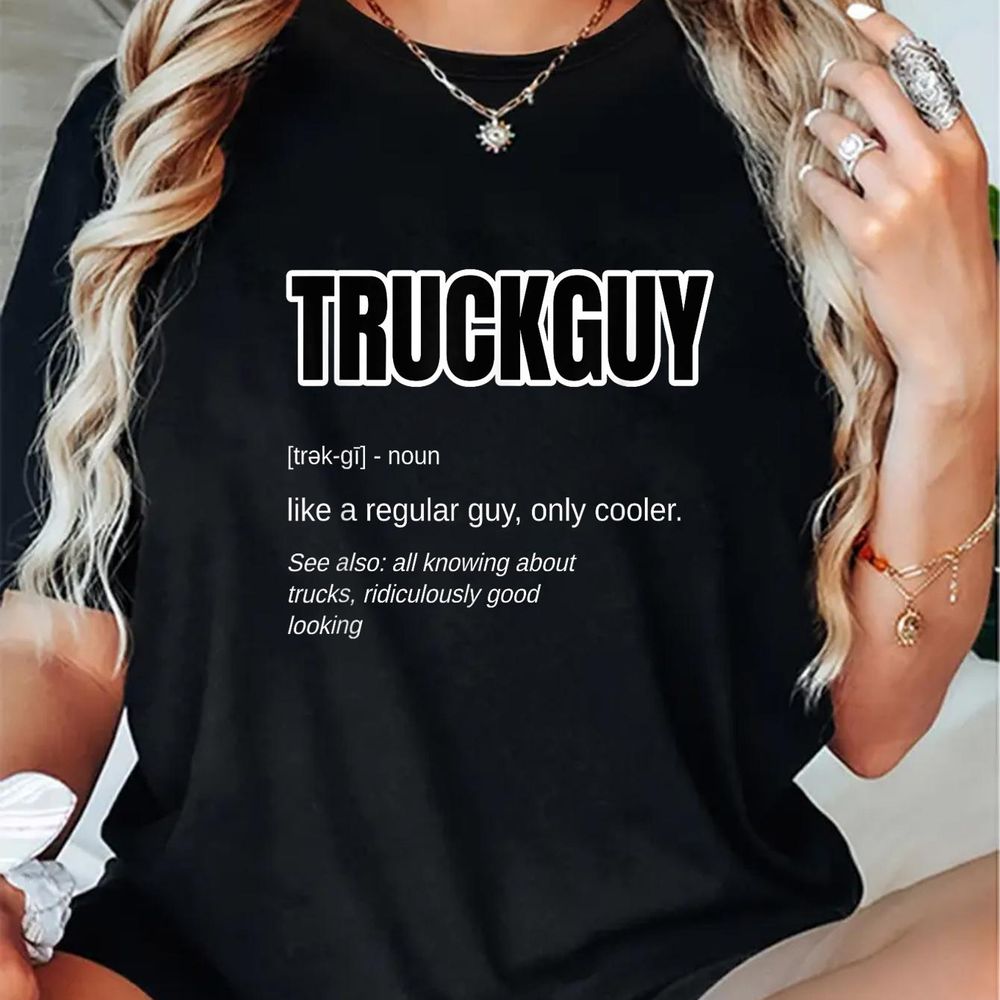 TRUCKGUY
[trək-gī] - noun
like a regular guy, only cooler.
See also: all knowing about
trucks, ridiculously good
looking